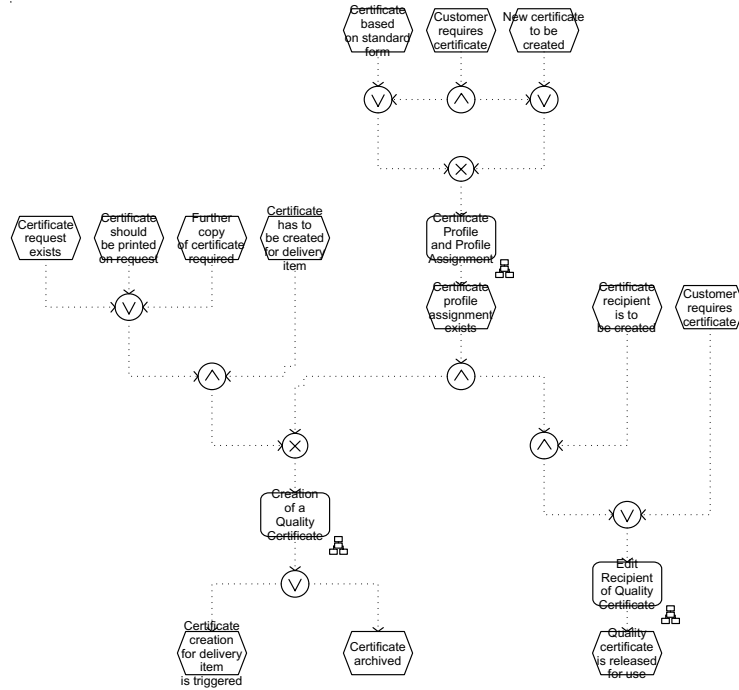 Certificate
based
on standard
form
Customer
requires
certificate
New certificate
to be
created
Certificate
request
exists
Certificate
should
be printed
on request
Further
copy
of certificate
required
Certificate
has to
be created
for delivery
item
Certificate
Profile
and Profile
Assignment
Certificate
profile
assignment
exists
Certificate
recipient
is to
be created
Customer
requires
certificate
Creation
of a
Quality
Certificate
Edit
Recipient
of Quality
Certificate
Certificate
creation
for delivery
item
is triggered
Certificate
archived
Quality
certificate
is released
for use